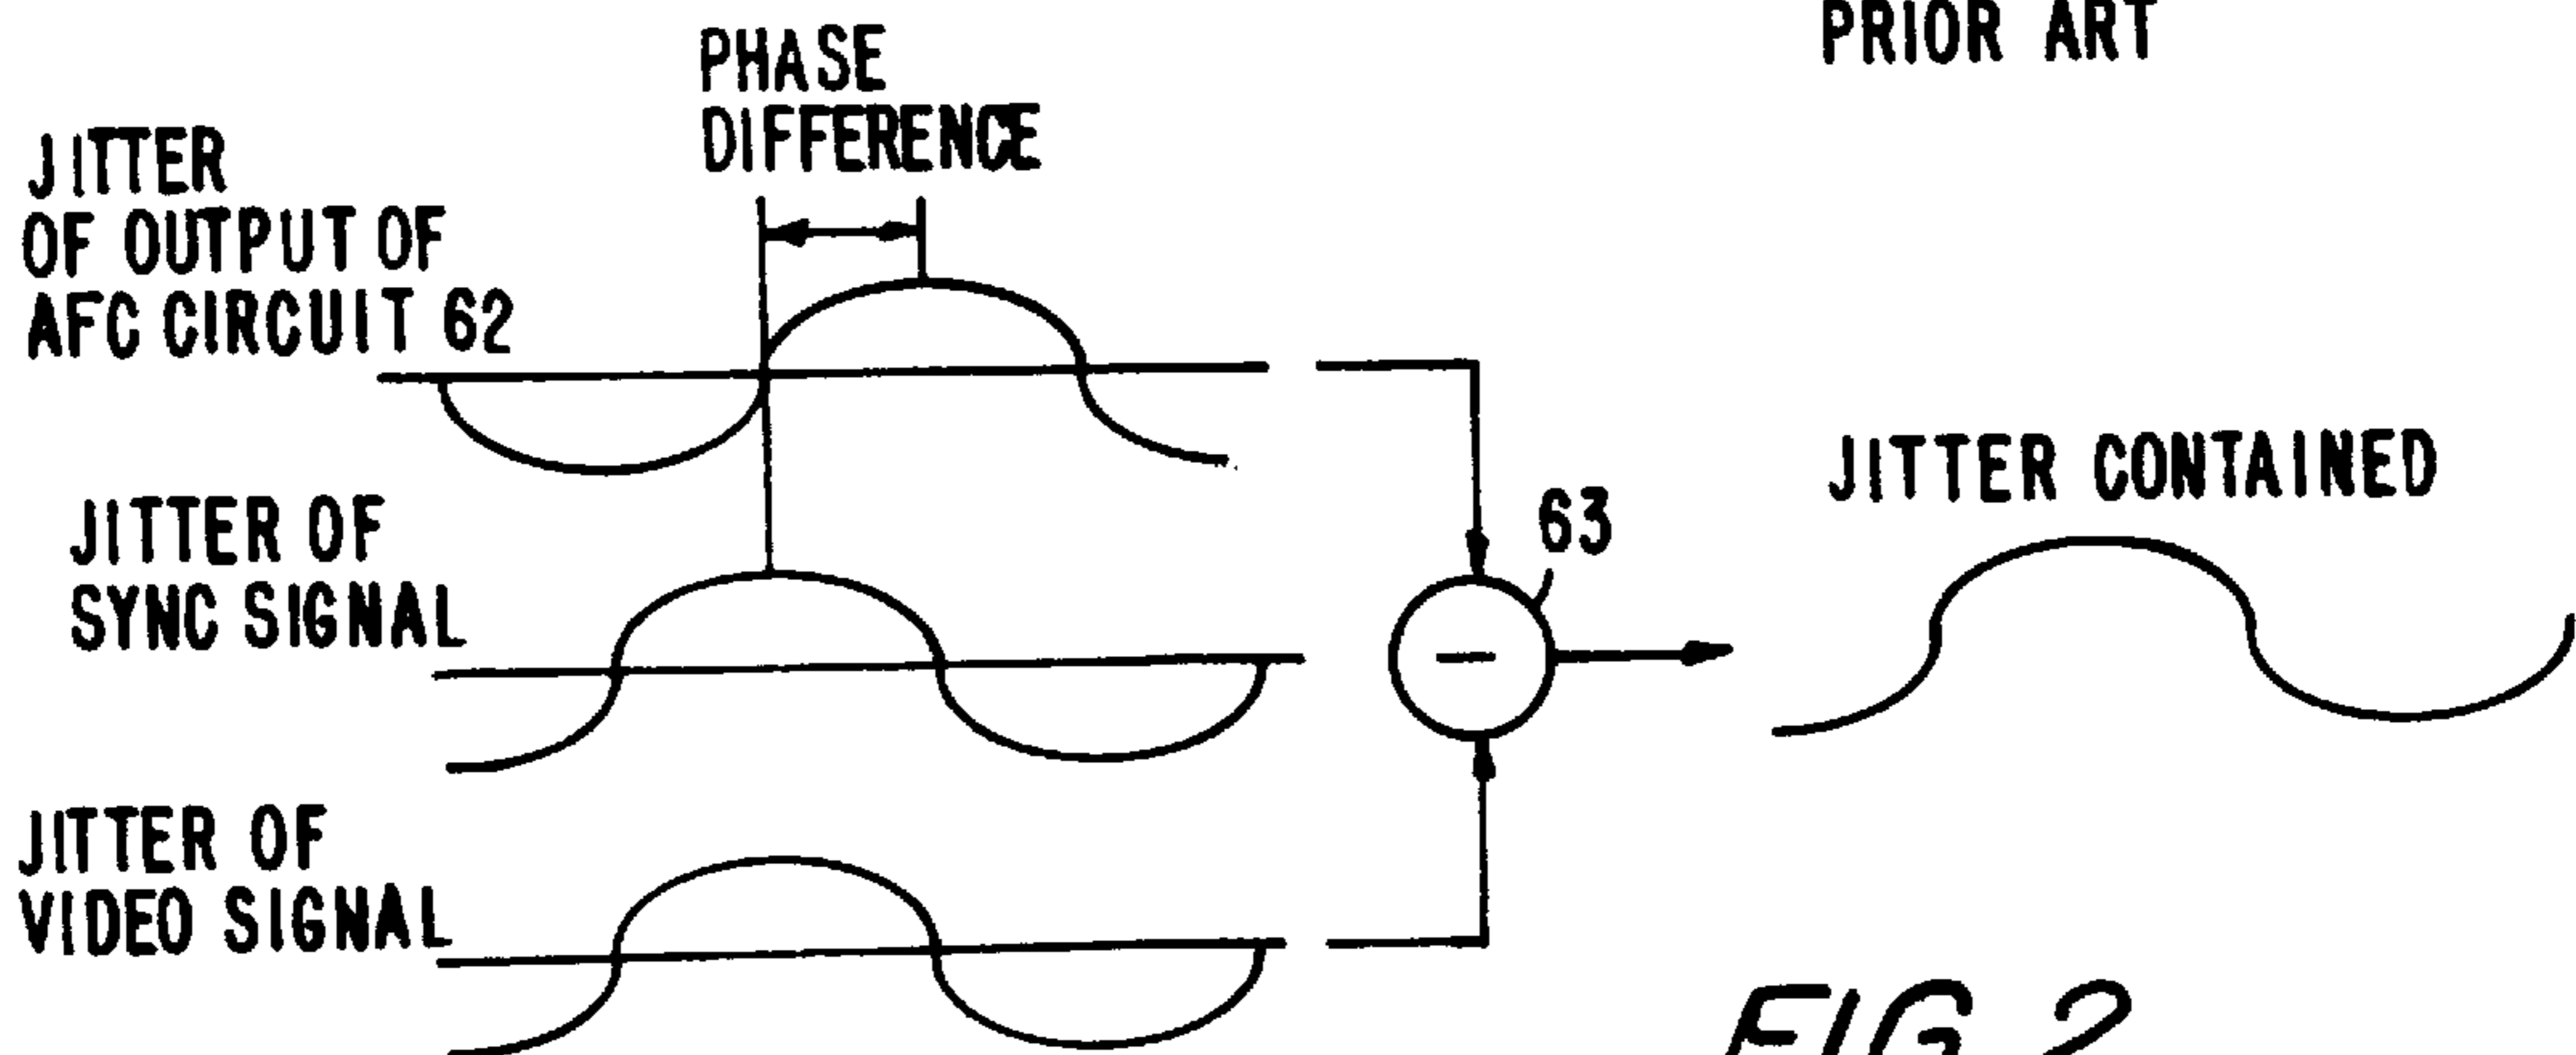 PRIOR ART
PHASE
DIFFERENCE
JITTER
OF OUTPUT OF
AFC CIRCUIT 62
JITTER OF
SYNC SIGNAL
63
JITTER CONTAINED
JITTER OF
VIDEO SIGNAL
FIG 2